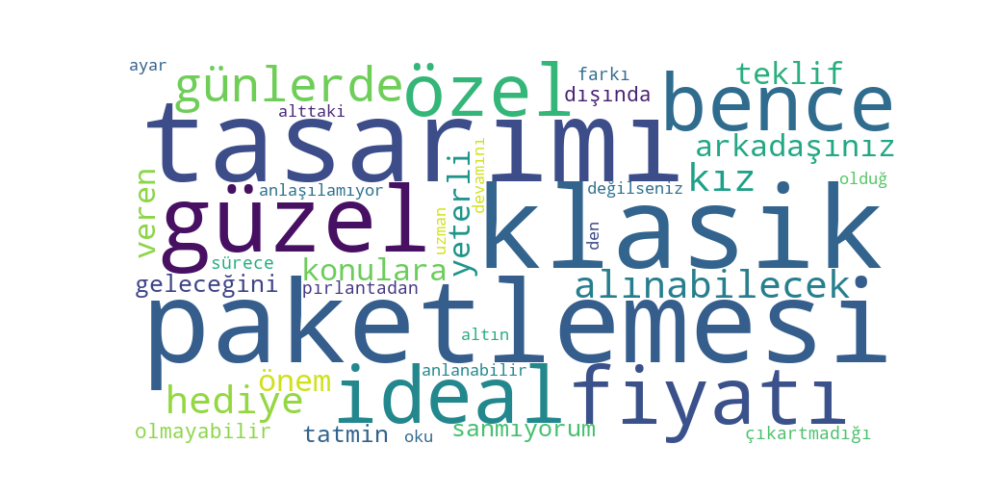 ayar
günlerde
özel
farkı
teklif
alttaki
dışında
bence
tasarımı
arkadaşınız
veren
güzel
anlaşılamıyor
yeterli
devamını
klasik
değilseniz
kız
olduğ
uzman
den
sürece
konulara
geleceğini
pırlantadan
alınabilecek
paketlemesi
altın
önem
hediye
ideal
anlanabilir
fiyatı
olmayabilir
tatmin
oku
sanmıyorum
çıkartmadığı